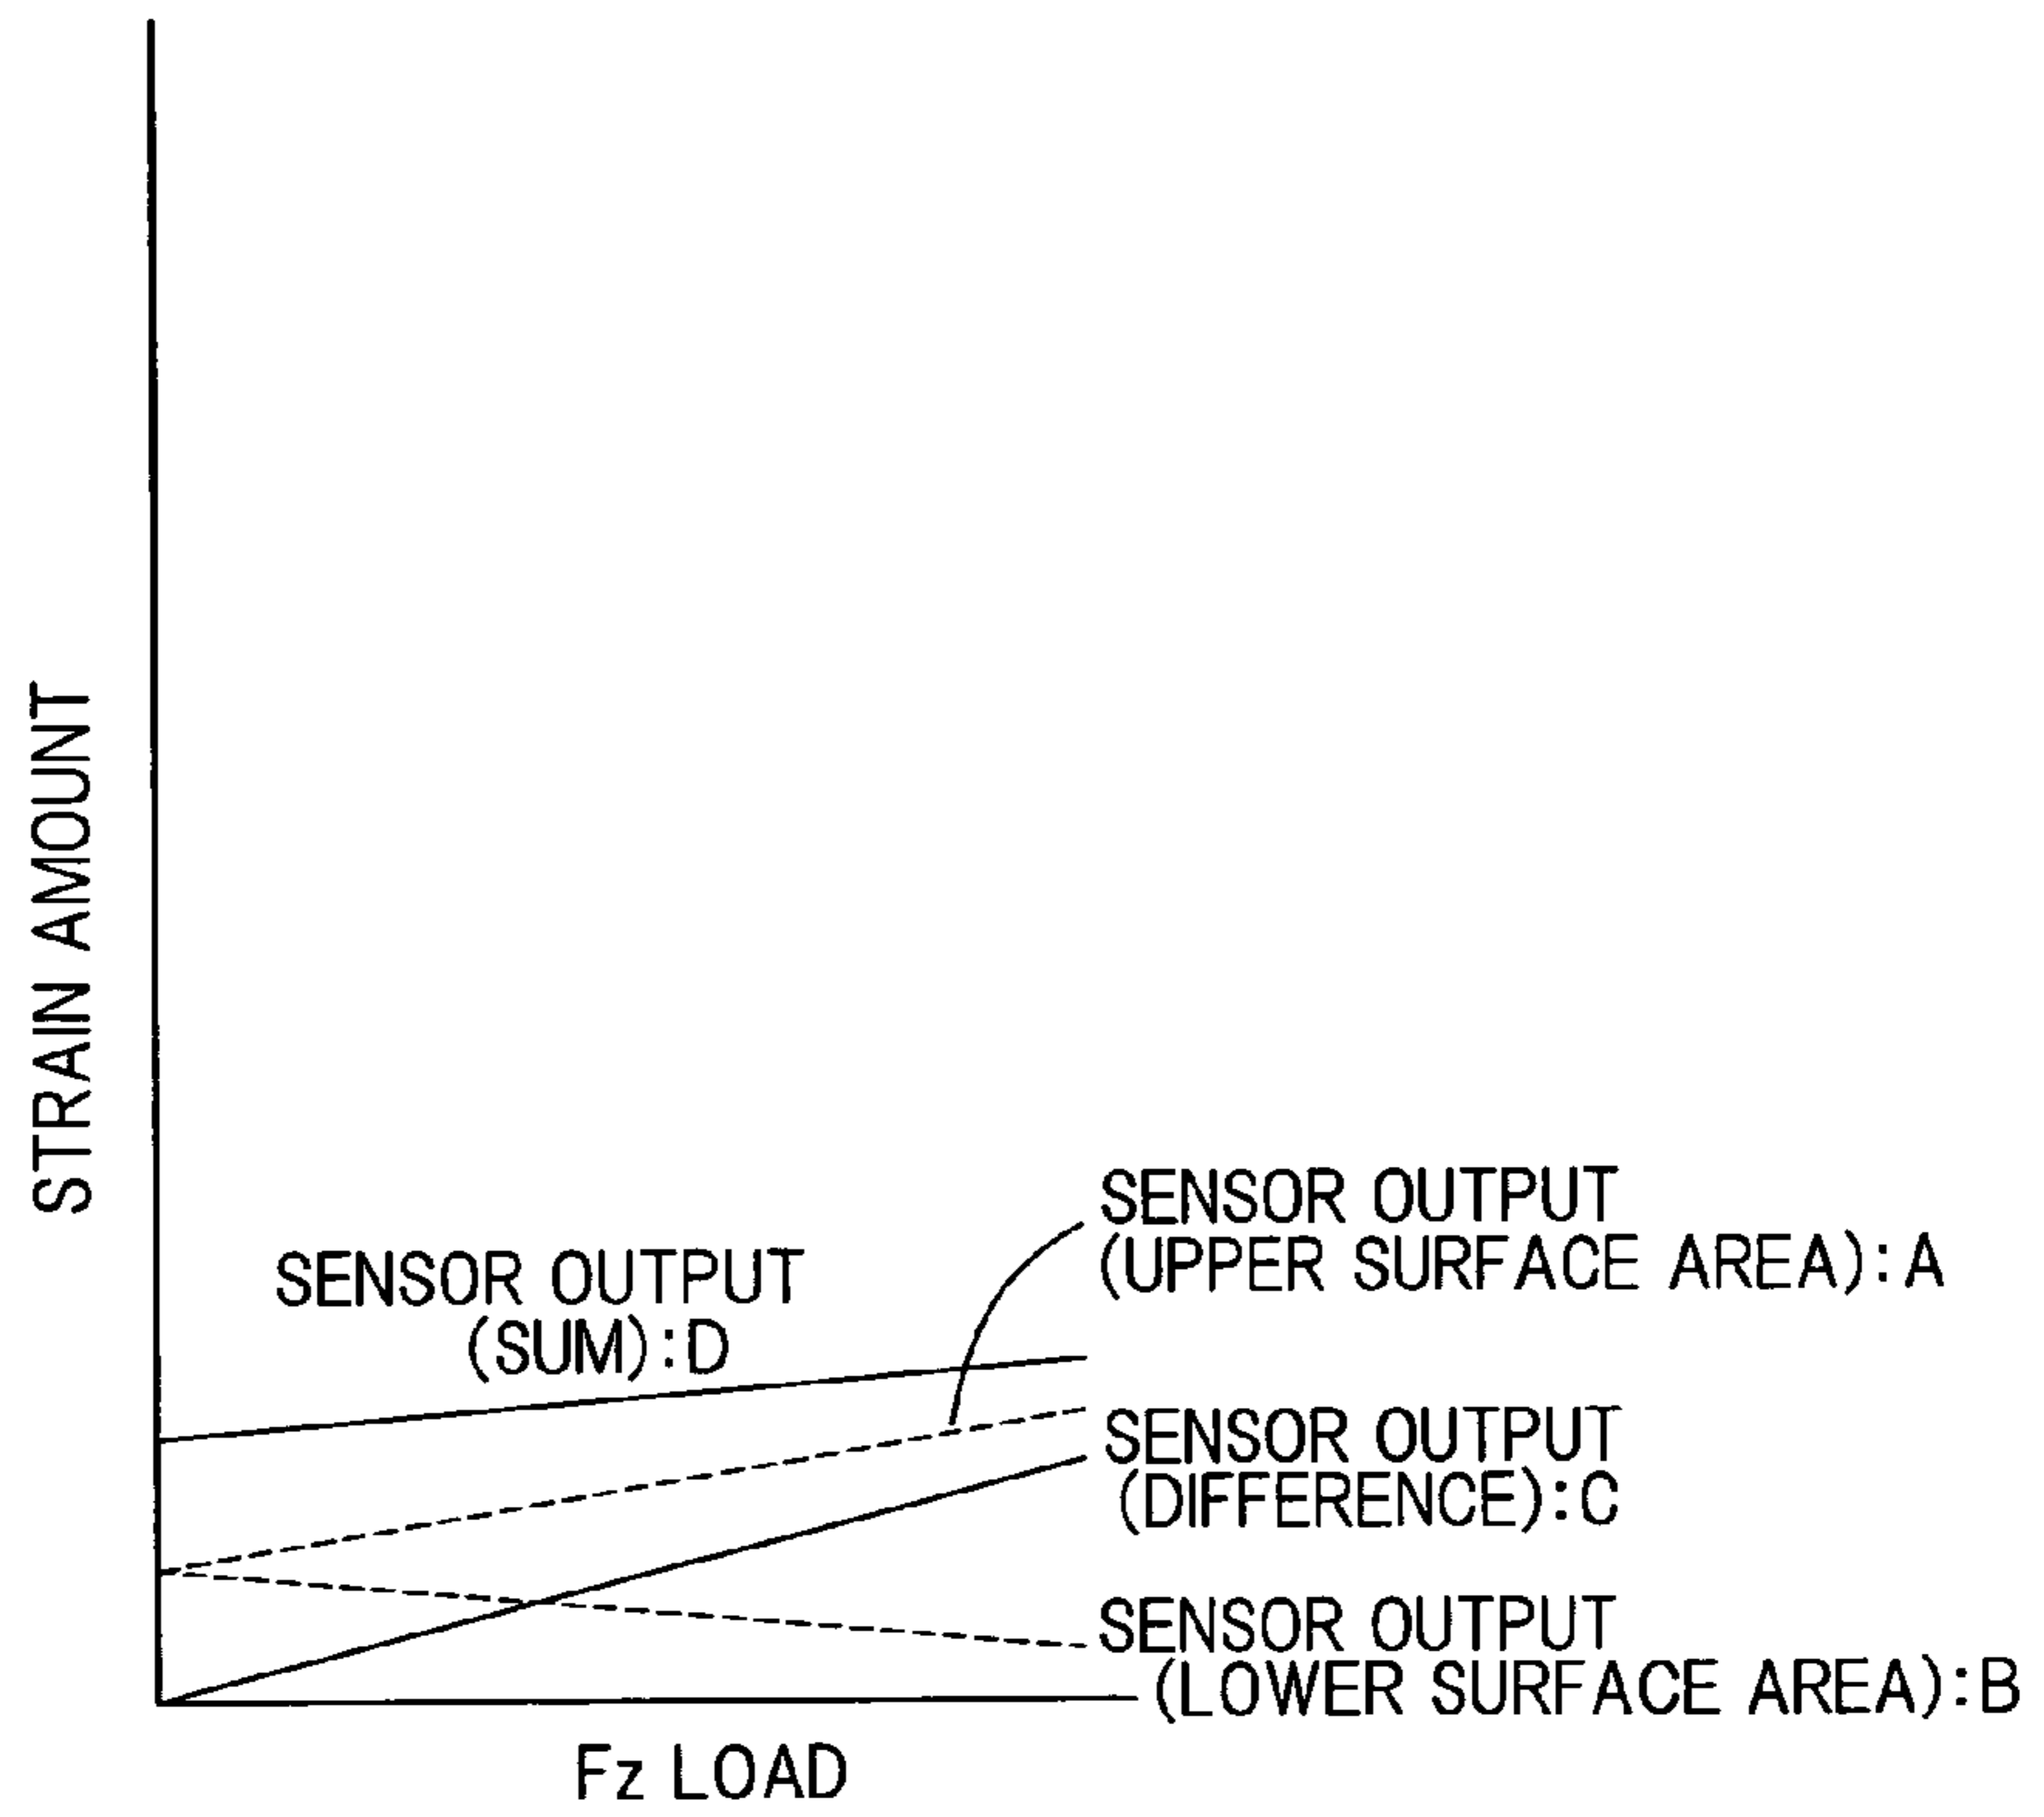 STRAIN AMOUNT
SENSOR OUTPUT
(UPPER SURFACE AREA):A
SENSOR OUTPUT
(SUM):D
SENSOR OUTPUT
(DIFFERENCE):C
SENSOR OUTPUT
(LOWER SURFACE AREA):B
Fz LOAD